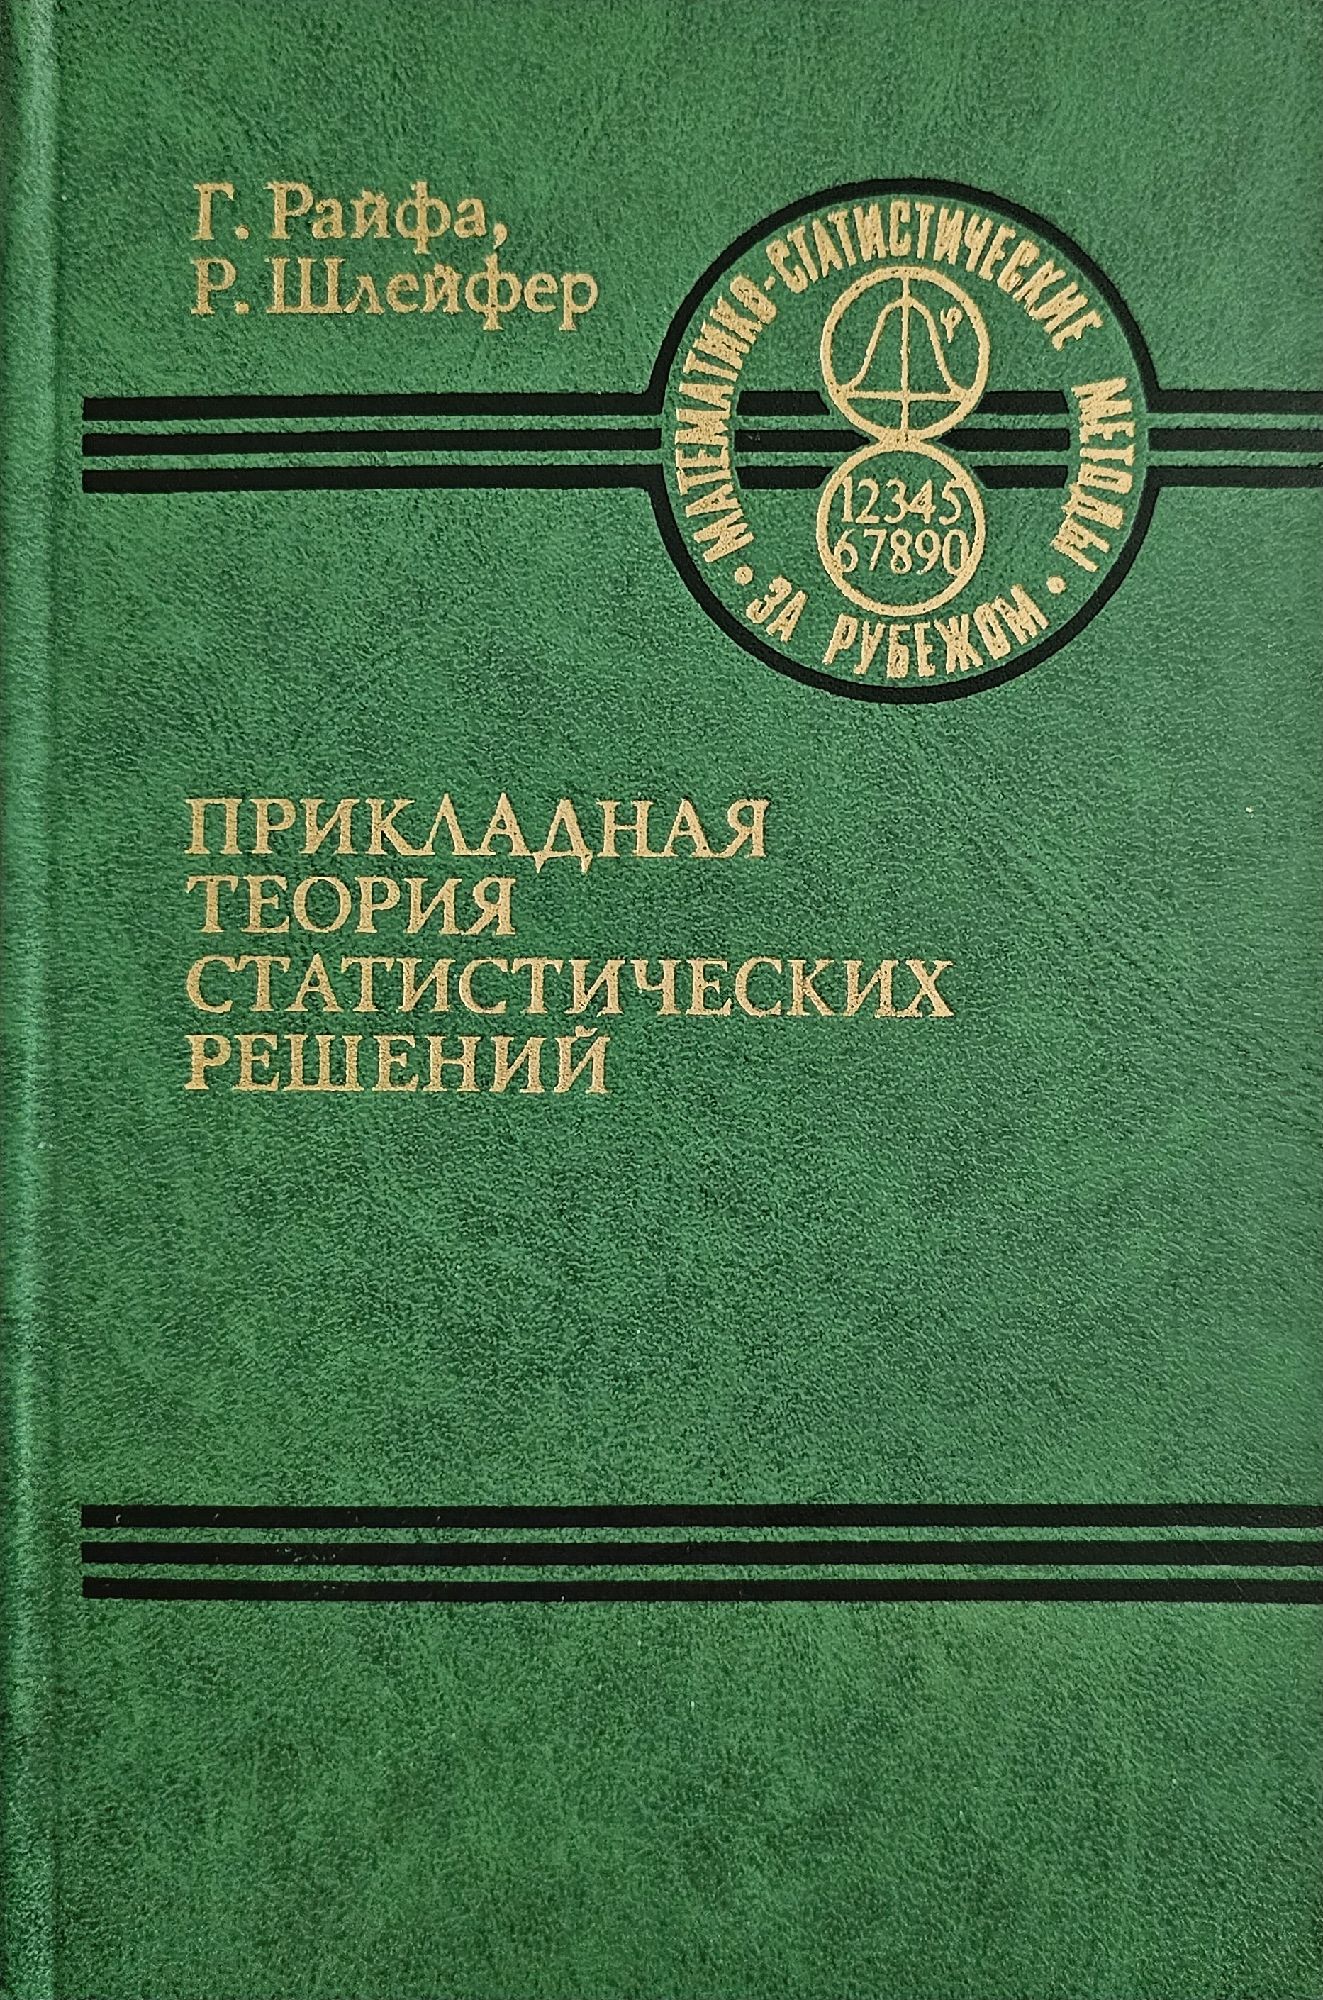 Г. Райфа,
Р. Шлейфер
МАТЕМАТИКО-СТАТИСТИЧЕСКИЕ МЕТОДЫ • ЗА РУБЕЖОМ •
12345
67890
ПРИКЛАДНАЯ
ТЕОРИЯ
СТАТИСТИЧЕСКИХ
РЕШЕНИЙ